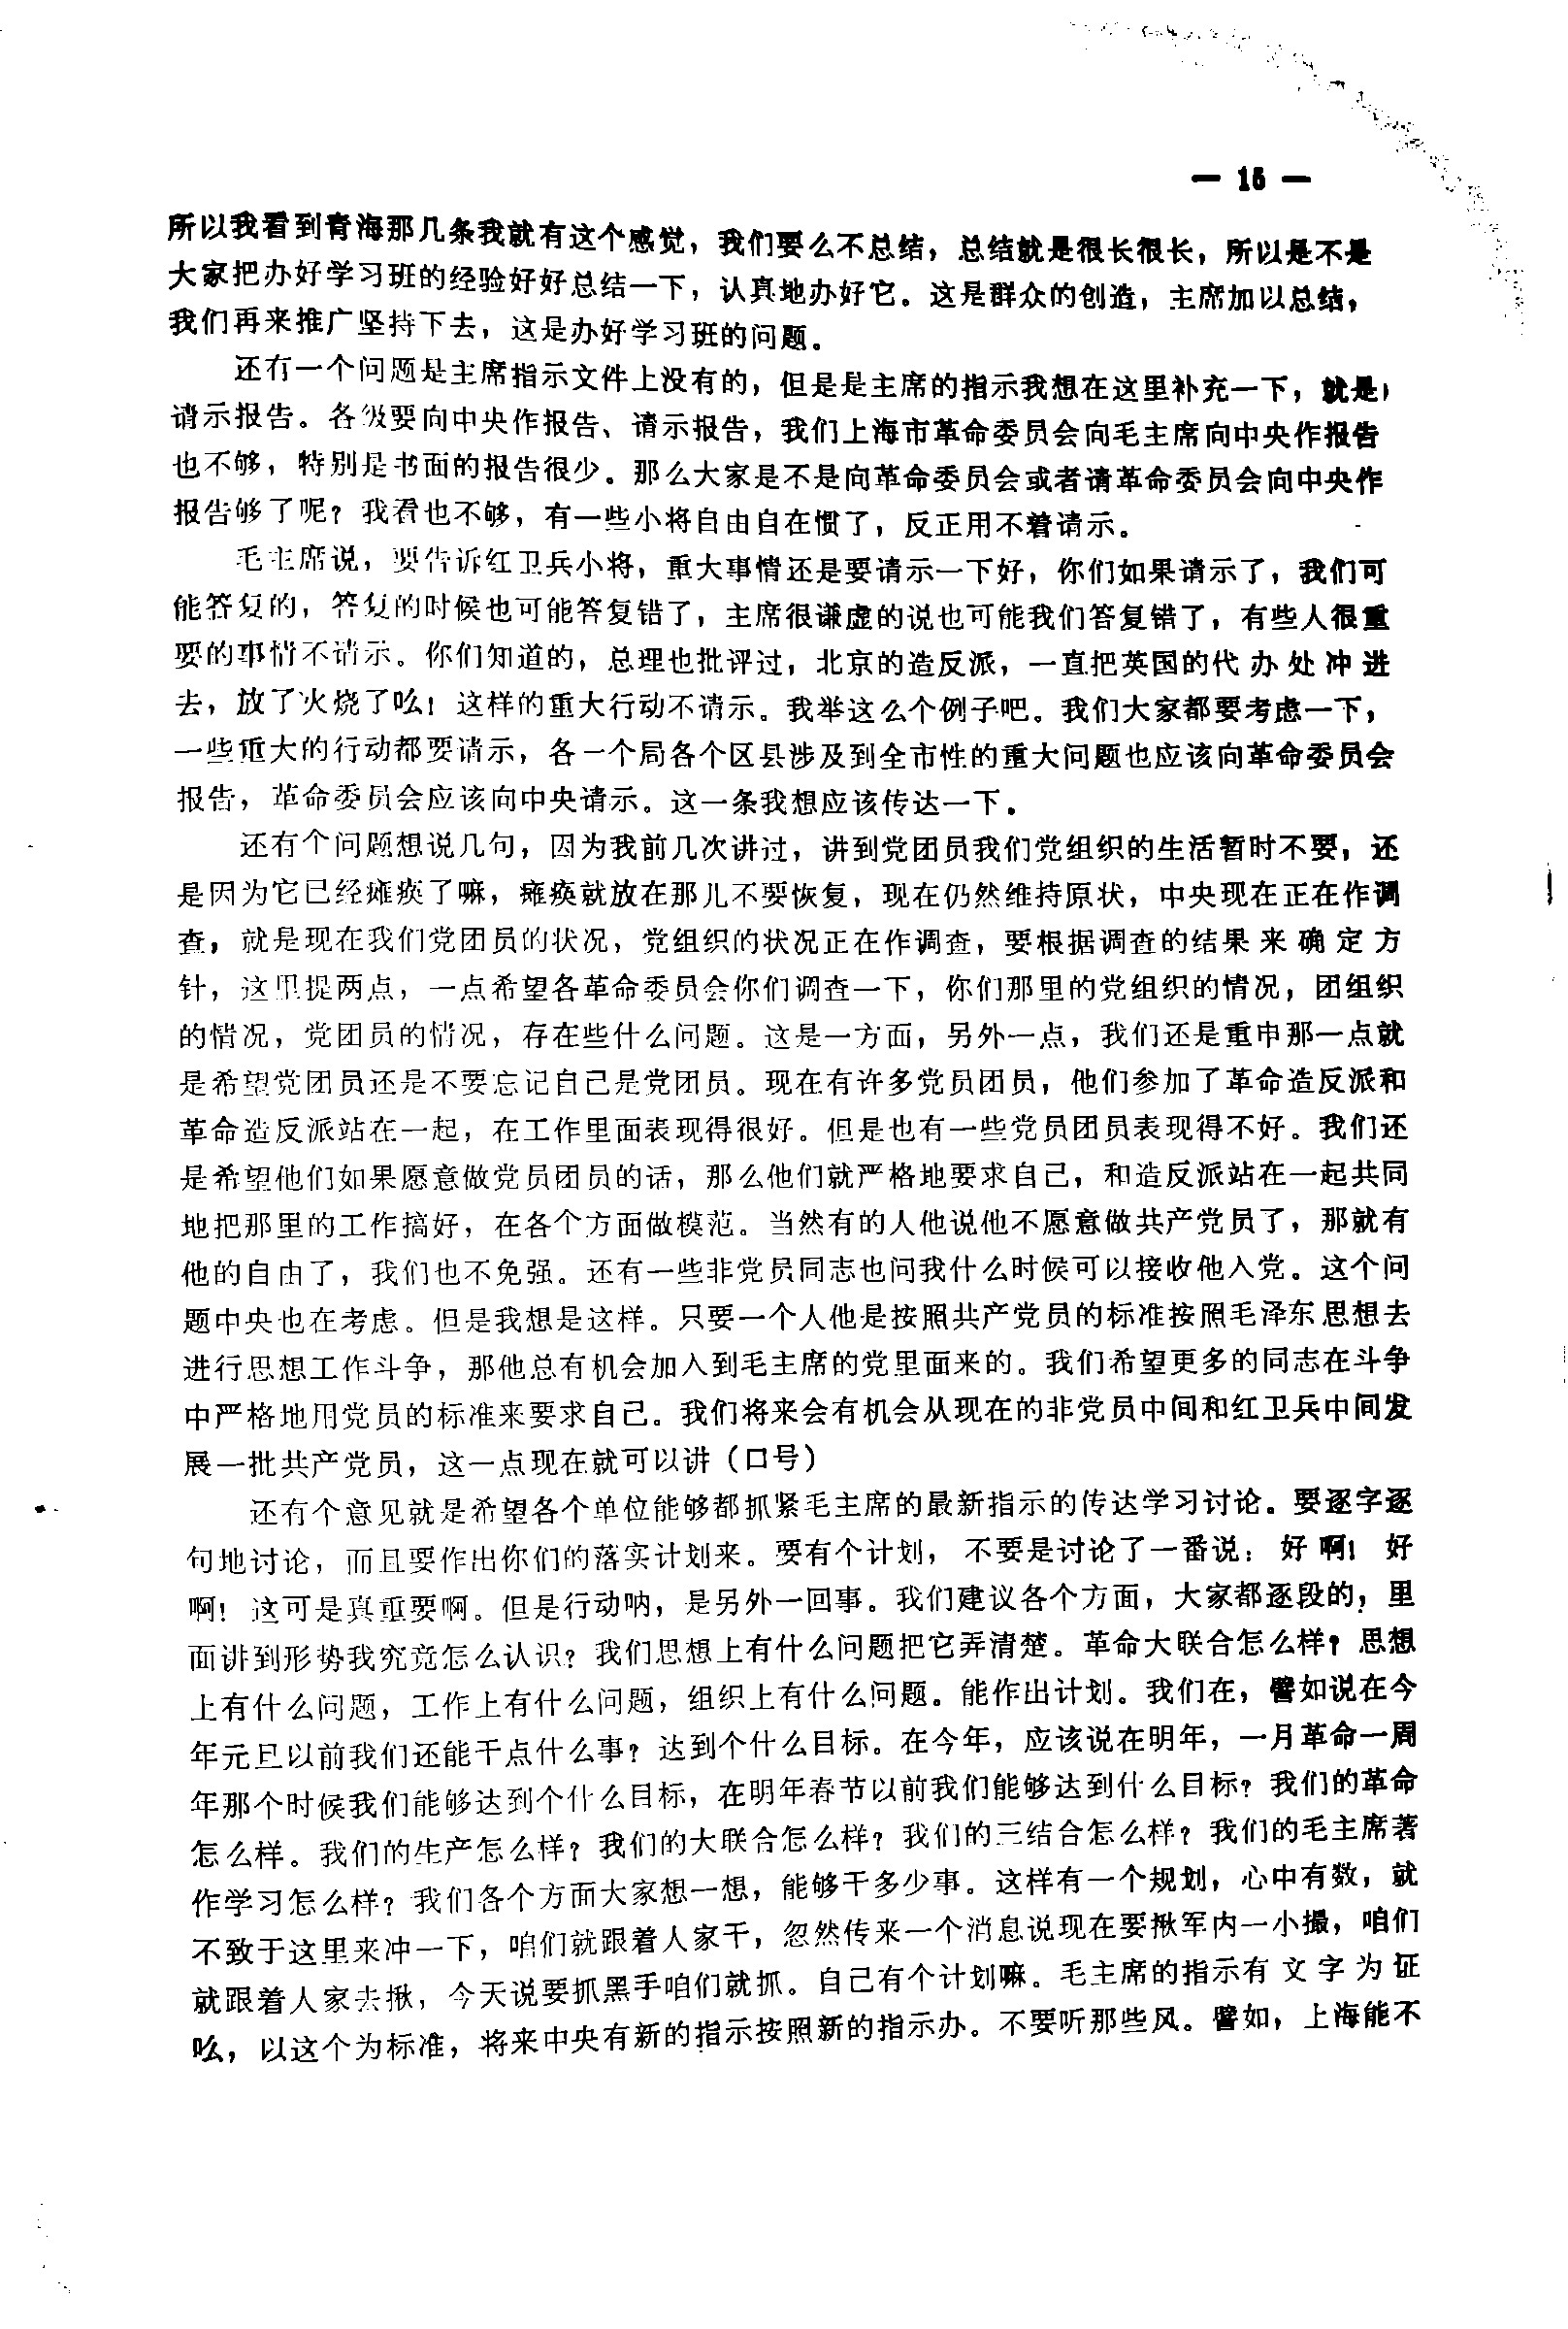 — 15 —
所以我看到青海那几条我就有这个感觉，我们要么不总结，总结就是很长很长，所以是不是
大家把办好学习班的经验好好总结一下，认真地办好它。这是群众的创造，主席加以总结，
我们再来推广坚持下去，这是办好学习班的问题。
还有一个问题是主席指示文件上没有的，但是是主席的指示我想在这里补充一下，就是
请示报告。各级要向中央作报告、请示报告，我们上海市革命委员会向毛主席向中央作报告
也不够，特别是书面的报告很少。那么大家是不是向革命委员会或者请革命委员会向中央作
报告够了呢？我看也不够，有一些小将自由自在惯了，反正用不着请示。
毛主席说，要告诉红卫兵小将，重大事情还是要请示一下好，你们如果请示了，我们可
能答复的，答复的时候也可能答复错了，主席很谦虚的说也可能我们答复错了，有些人很重
要的事情不请示。你们知道的，总理也批评过，北京的造反派，一直把英国的代办处冲进
去，放了火烧了么！这样的重大行动不请示。我举这么个例子吧。我们大家都要考虑一下，
一些重大的行动都要请示，各一个局各个区县涉及到全市性的重大问题也应该向革命委员会
报告，革命委员会应该向中央请示。这一条我想应该传达一下。
还有个问题想说几句，因为我前几次讲过，讲到党团员我们党组织的生活暂时不要，还
是因为它已经瘫痪了嘛，瘫痪就放在那儿不要恢复，现在仍然维持原状，中央现在正在作调
查，就是现在我们党团员的状况，党组织的状况正在作调查，要根据调查的结果来确定方
针，这里提两点，一点希望各革命委员会你们调查一下，你们那里的党组织的情况，团组织
的情况，党团员的情况，存在些什么问题。这是一方面，另外一点，我们还是重申那一点就
是希望党团员还是不要忘记自己是党团员。现在有许多党员团员，他们参加了革命造反派和
革命造反派站在一起，在工作里面表现得很好。但是也有一些党员团员表现得不好。我们还
是希望他们如果愿意做党员团员的话，那么他们就严格地要求自己，和造反派站在一起共同
地把那里的工作搞好，在各个方面做模范。当然有的人他说他不愿意做共产党员了，那就有
他的自由了，我们也不免强。还有一些非党员同志也问我什么时候可以接收他入党。这个问
题中央也在考虑。但是我想是这样。只要一个人他是按照共产党员的标准按照毛泽东思想去
进行思想工作斗争，那他总有机会加入到毛主席的党里面来的。我们希望更多的同志在斗争
中严格地用党员的标准来要求自己。我们将来会有机会从现在的非党员中间和红卫兵中间发
展一批共产党员，这一点现在就可以讲（口号）
还有个意见就是希望各个单位能够都抓紧毛主席的最新指示的传达学习讨论。要逐字逐
句地讨论，而且要作出你们的落实计划来。要有个计划，不要是讨论了一番说：好啊！好
啊！这可是真重要啊。但是行动呐，是另外一回事。我们建议各个方面，大家都逐段的，里
面讲到形势我究竟怎么认识？我们思想上有什么问题把它弄清楚。革命大联合怎么样？思想
上有什么问题，工作上有什么问题，组织上有什么问题。能作出计划。我们在，譬如说在今
年元旦以前我们还能干点什么事？达到个什么目标。在今年，应该说在明年，一月革命一周
年那个时候我们能够达到个什么目标，在明年春节以前我们能够达到什么目标？我们的革命
怎么样。我们的生产怎么样？我们的大联合怎么样？我们的三结合怎么样？我们的毛主席著
作学习怎么样？我们各个方面大家想一想，能够干多少事。这样有一个规划，心中有数，就
不致于这里来冲一下，咱们就跟着人家干，忽然传来一个消息说现在要揪军内一小撮，咱们
就跟着人家去揪，今天说要抓黑手咱们就抓。自己有个计划嘛。毛主席的指示有文字为证
么，以这个为标准，将来中央有新的指示按照新的指示办。不要听那些风。譬如，上海能不